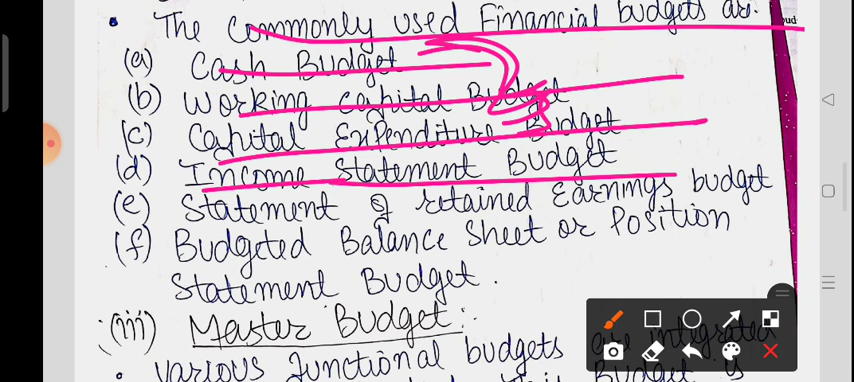 • The Commonly used Financial budgets are:
(a) Cash Budget
(b) Working Capital Budget
(c) Capital Expenditure Budget
(d) Income Statement Budget
(e) Statement of retained Earnings budget
(f) Budgeted Balance Sheet or Position
Statement Budget.
(iii) Master Budget:-
• Various functional budgets are integrated